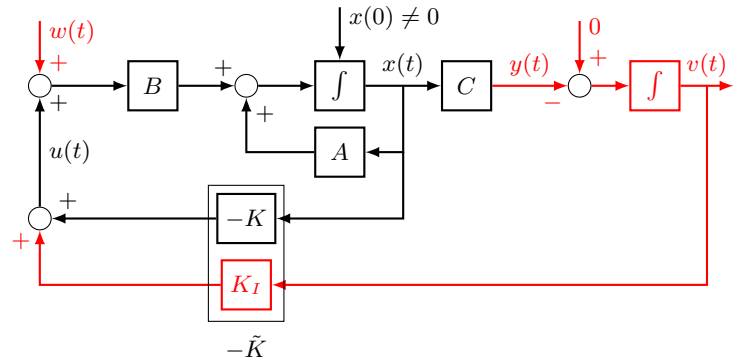 w(t)
x(0) ≠ 0
0
+
+
x(t)
y(t)
+
v(t)
+
B
∫
C
∫
+
−
u(t)
A
+
−K
+
K_I
−K̃